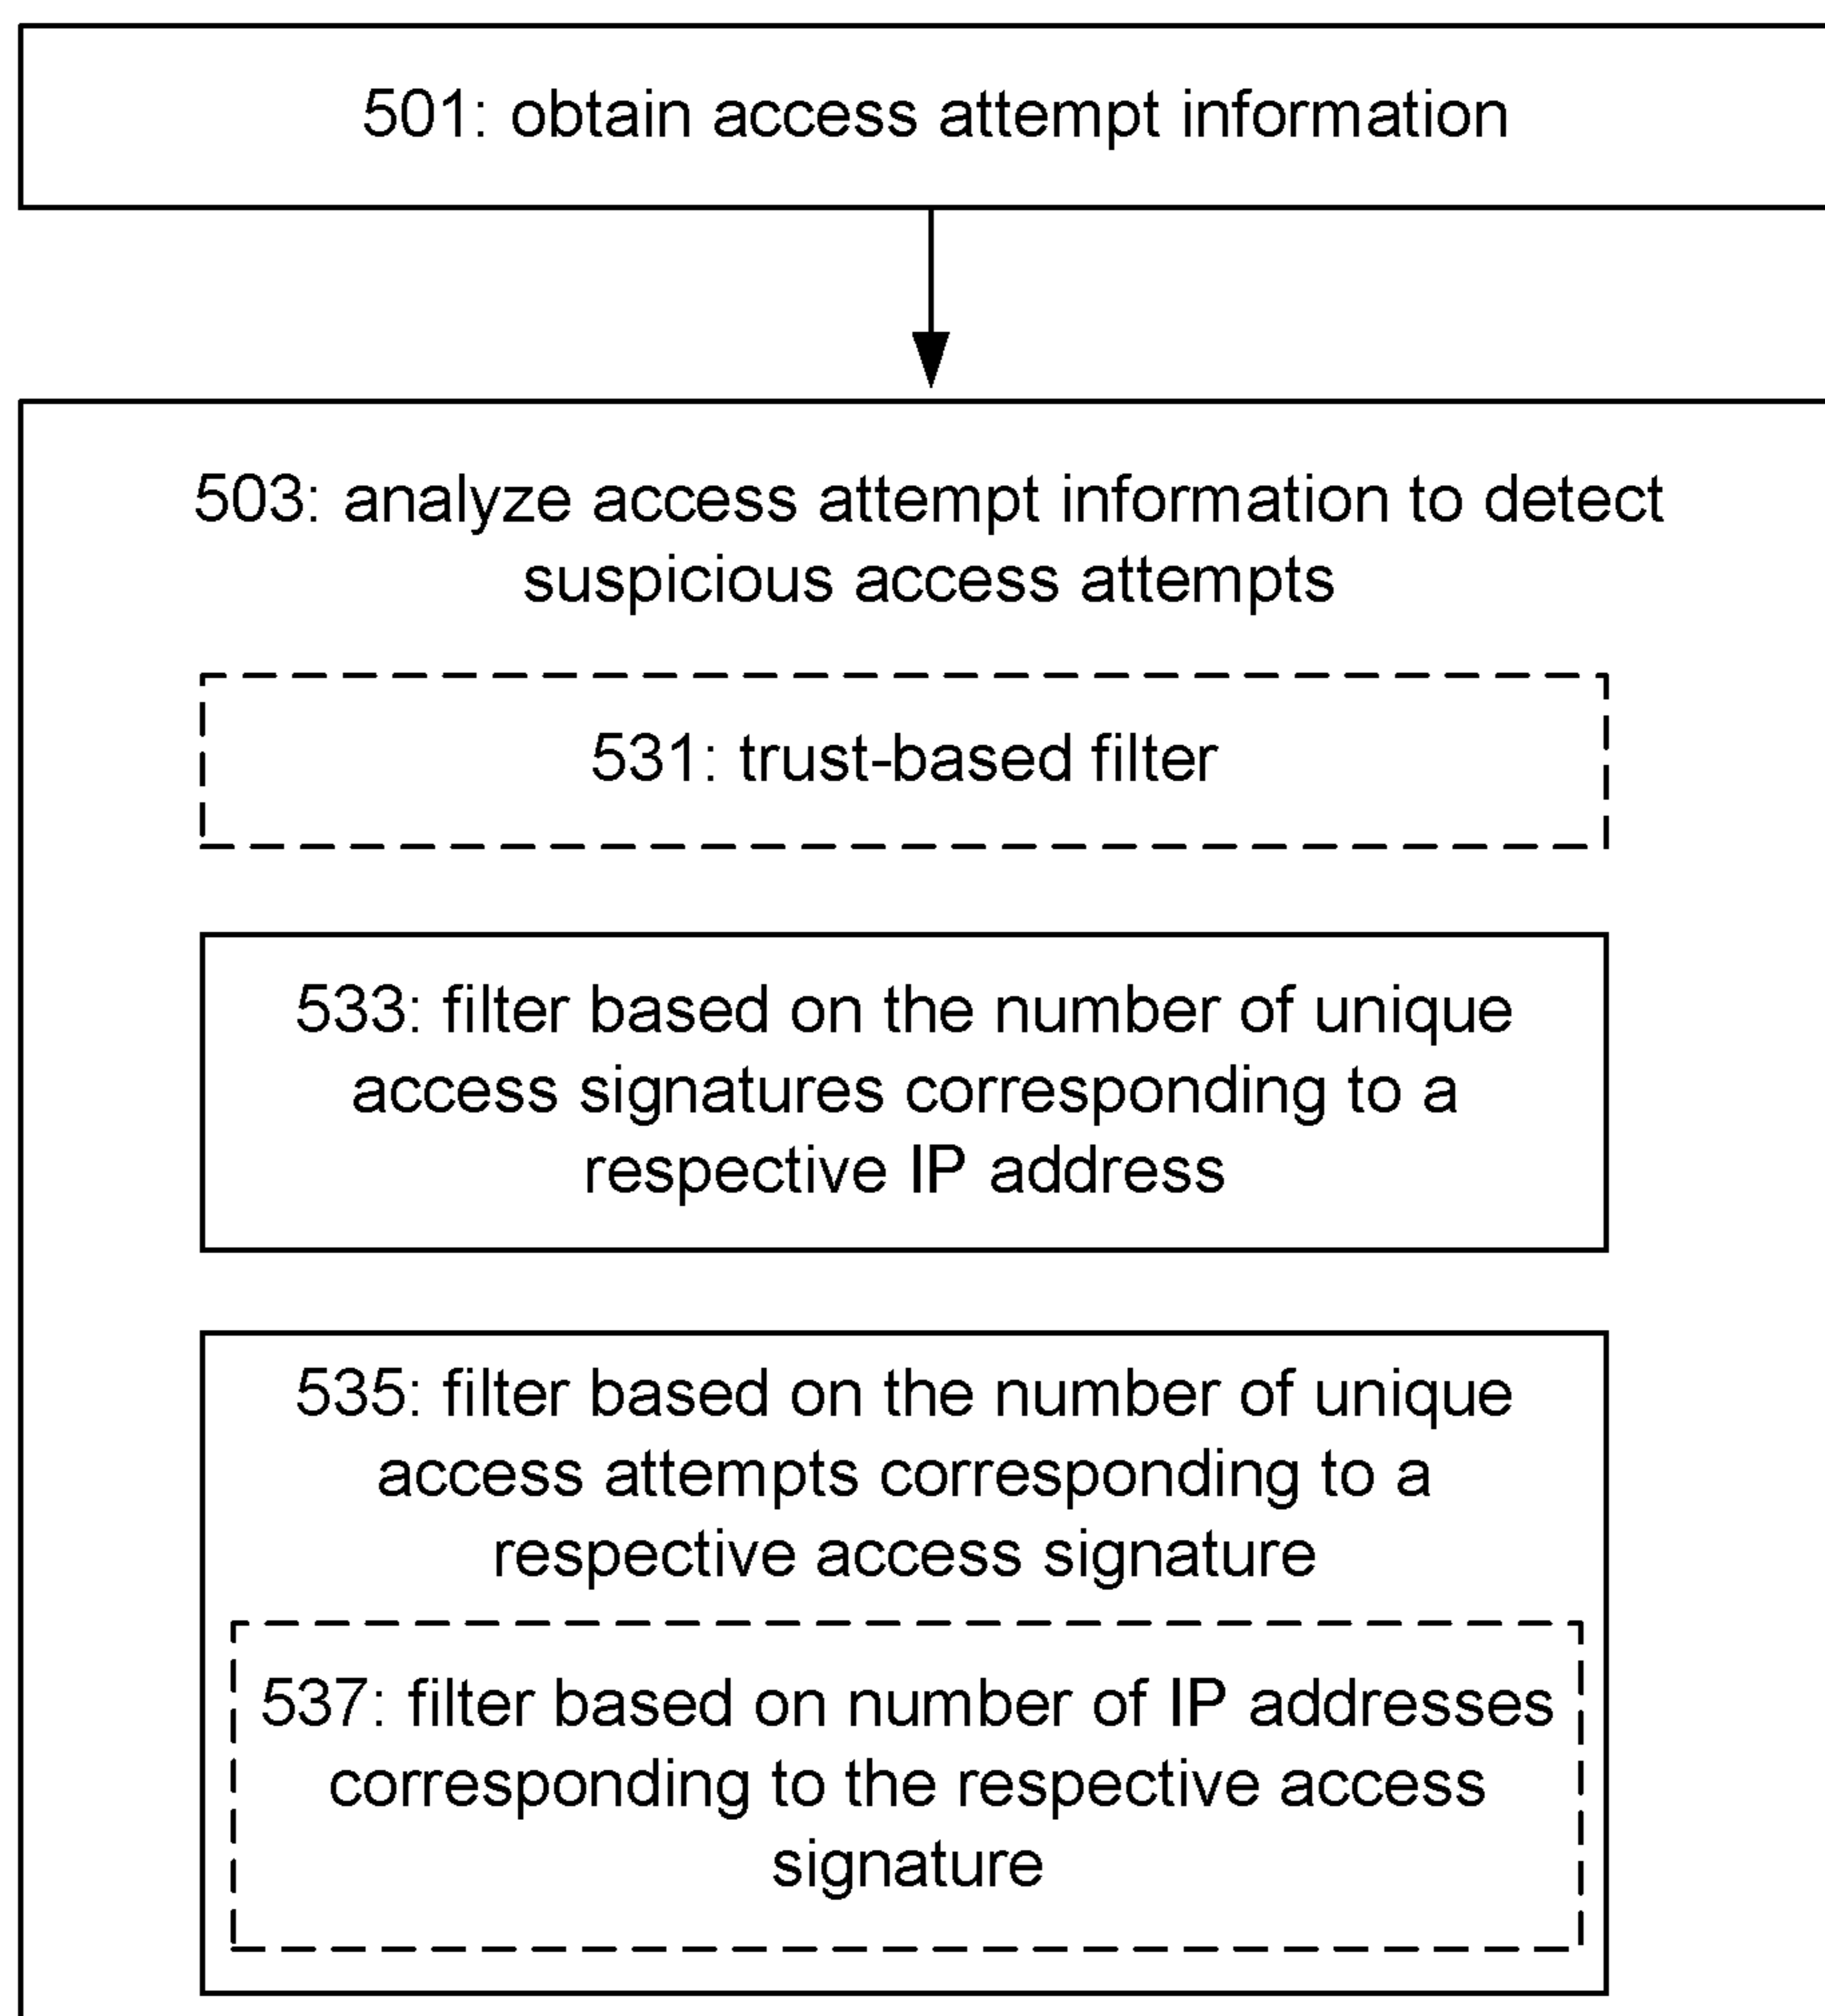 501: obtain access attempt information
503: analyze access attempt information to detect
suspicious access attempts
531: trust-based filter
533: filter based on the number of unique
access signatures corresponding to a
respective IP address
535: filter based on the number of unique
access attempts corresponding to a
respective access signature
537: filter based on number of IP addresses
corresponding to the respective access
signature